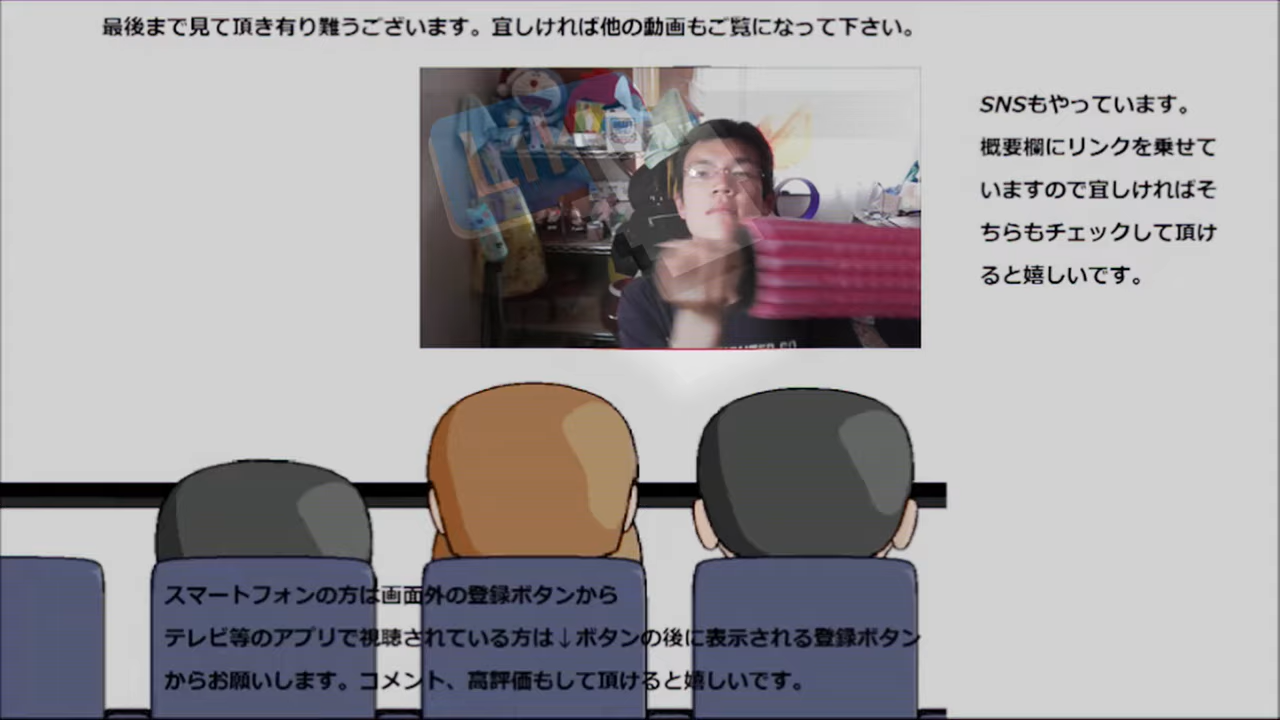 最後まで見て頂き有り難うございます。宜しければ他の動画もご覧になって下さい。
SNSもやっています。
概要欄にリンクを乗せて
いますので宜しければそ
ちらもチェックして頂け
ると嬉しいです。
スマートフォンの方は画面外の登録ボタンから
テレビ等のアプリで視聴されている方は↓ボタンの後に表示される登録ボタン
からお願いします。コメント、高評価もして頂けると嬉しいです。